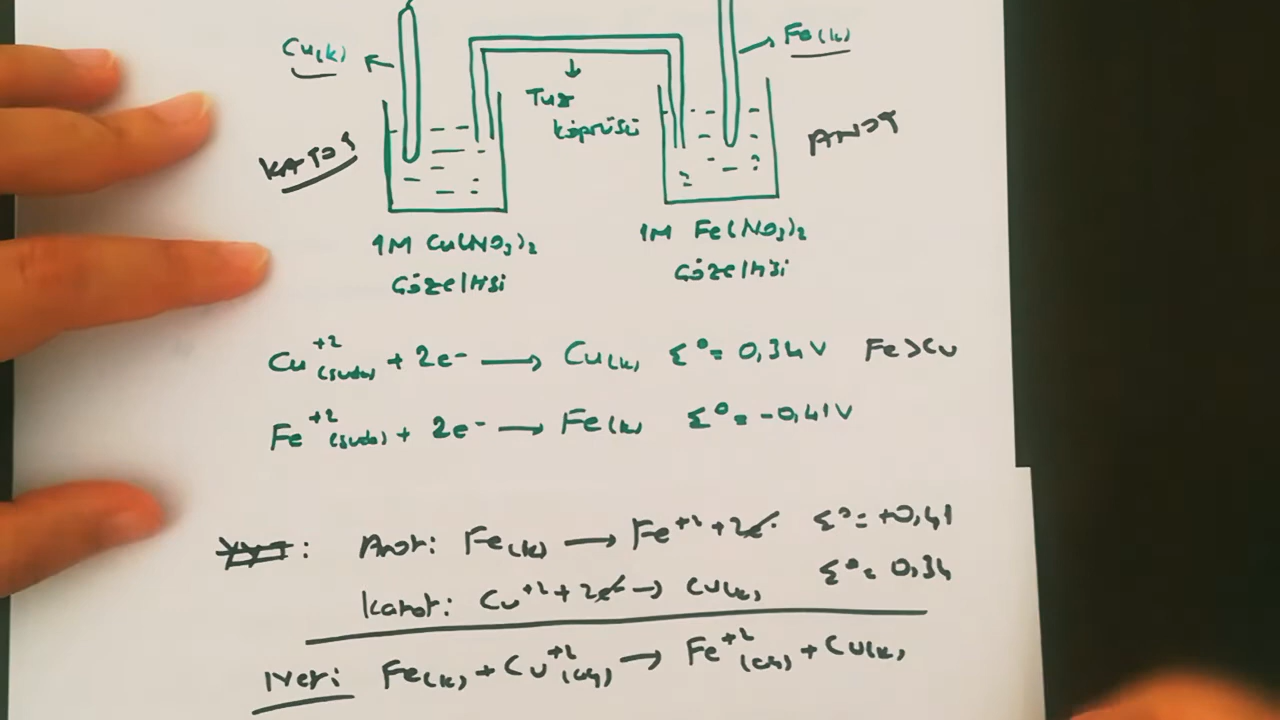 Cu(k)
Fe(k)
Tuz
köprüsü
KATOT
ANOT
1M Cu(NO3)2
çözeltisi
1M Fe(NO3)2
çözeltisi
Cu+2(suda) + 2e- → Cu(k) ε°= 0,34V Fe>Cu
Fe+2(suda) + 2e- → Fe(k) ε°= -0,41V
Anot: Fe(k) → Fe+2 + 2e- ε°= +0,41
Katot: Cu+2 + 2e- → Cu(k) ε°= 0,34
Net: Fe(k) + Cu+2(aq) → Fe+2(aq) + Cu(k)